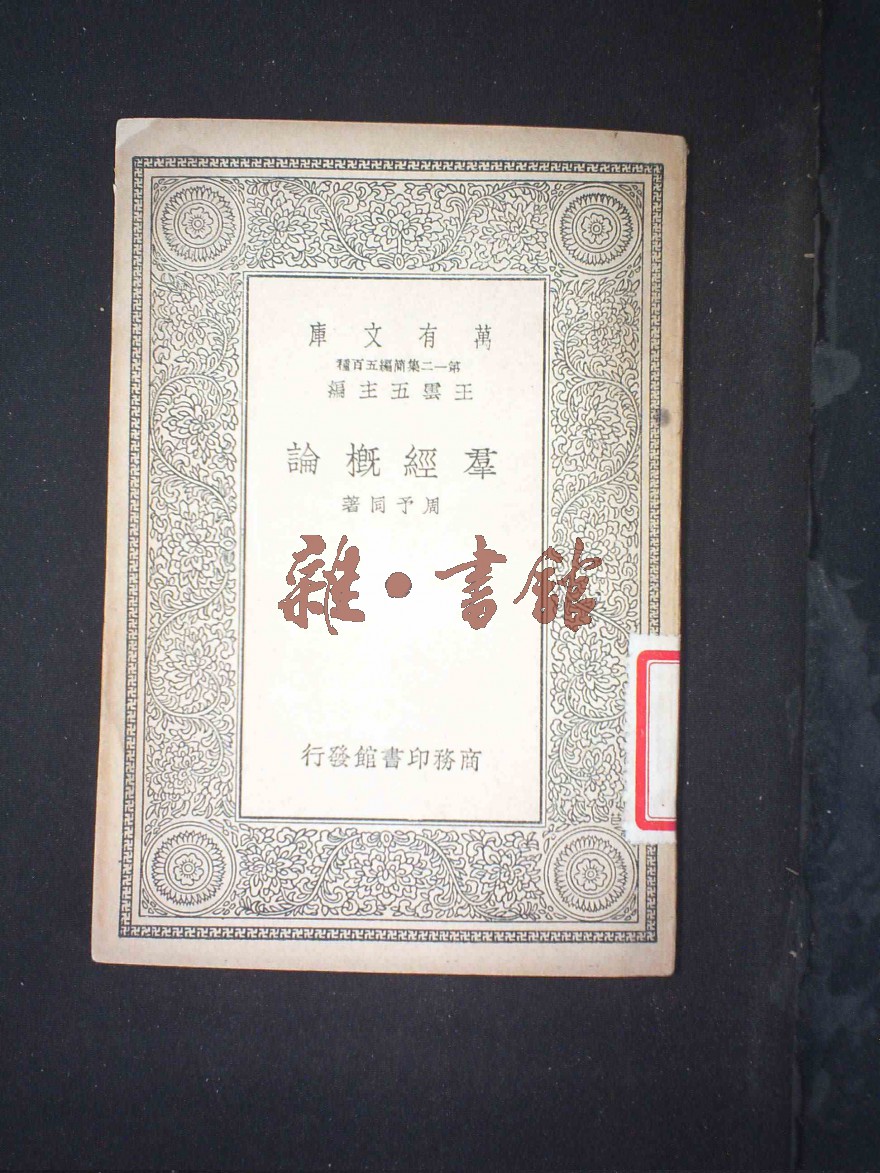 萬有文庫
第一二集簡編五百種
王雲五主編
羣經概論
周予同著
雜·書館
商務印書館發行